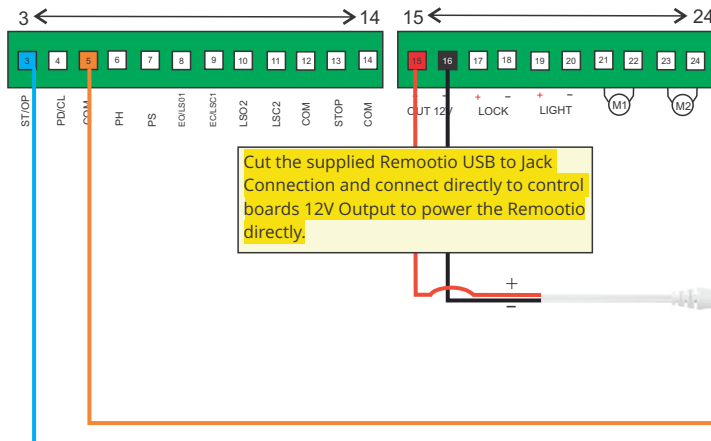 3 14 15 24
3 4 5 6 7 8 9 10 11 12 13 14
15 16 17 18 19 20 21 22 23 24
ST/OP PD/CL COM PH PS EO/LSO1 EC/LSC1 LSO2 LSC2 COM STOP COM
+ - + - + -
OUT 12V LOCK LIGHT M1 M2
Cut the supplied Remootio USB to Jack
Connection and connect directly to control
boards 12V Output to power the Remootio
directly.
+
−